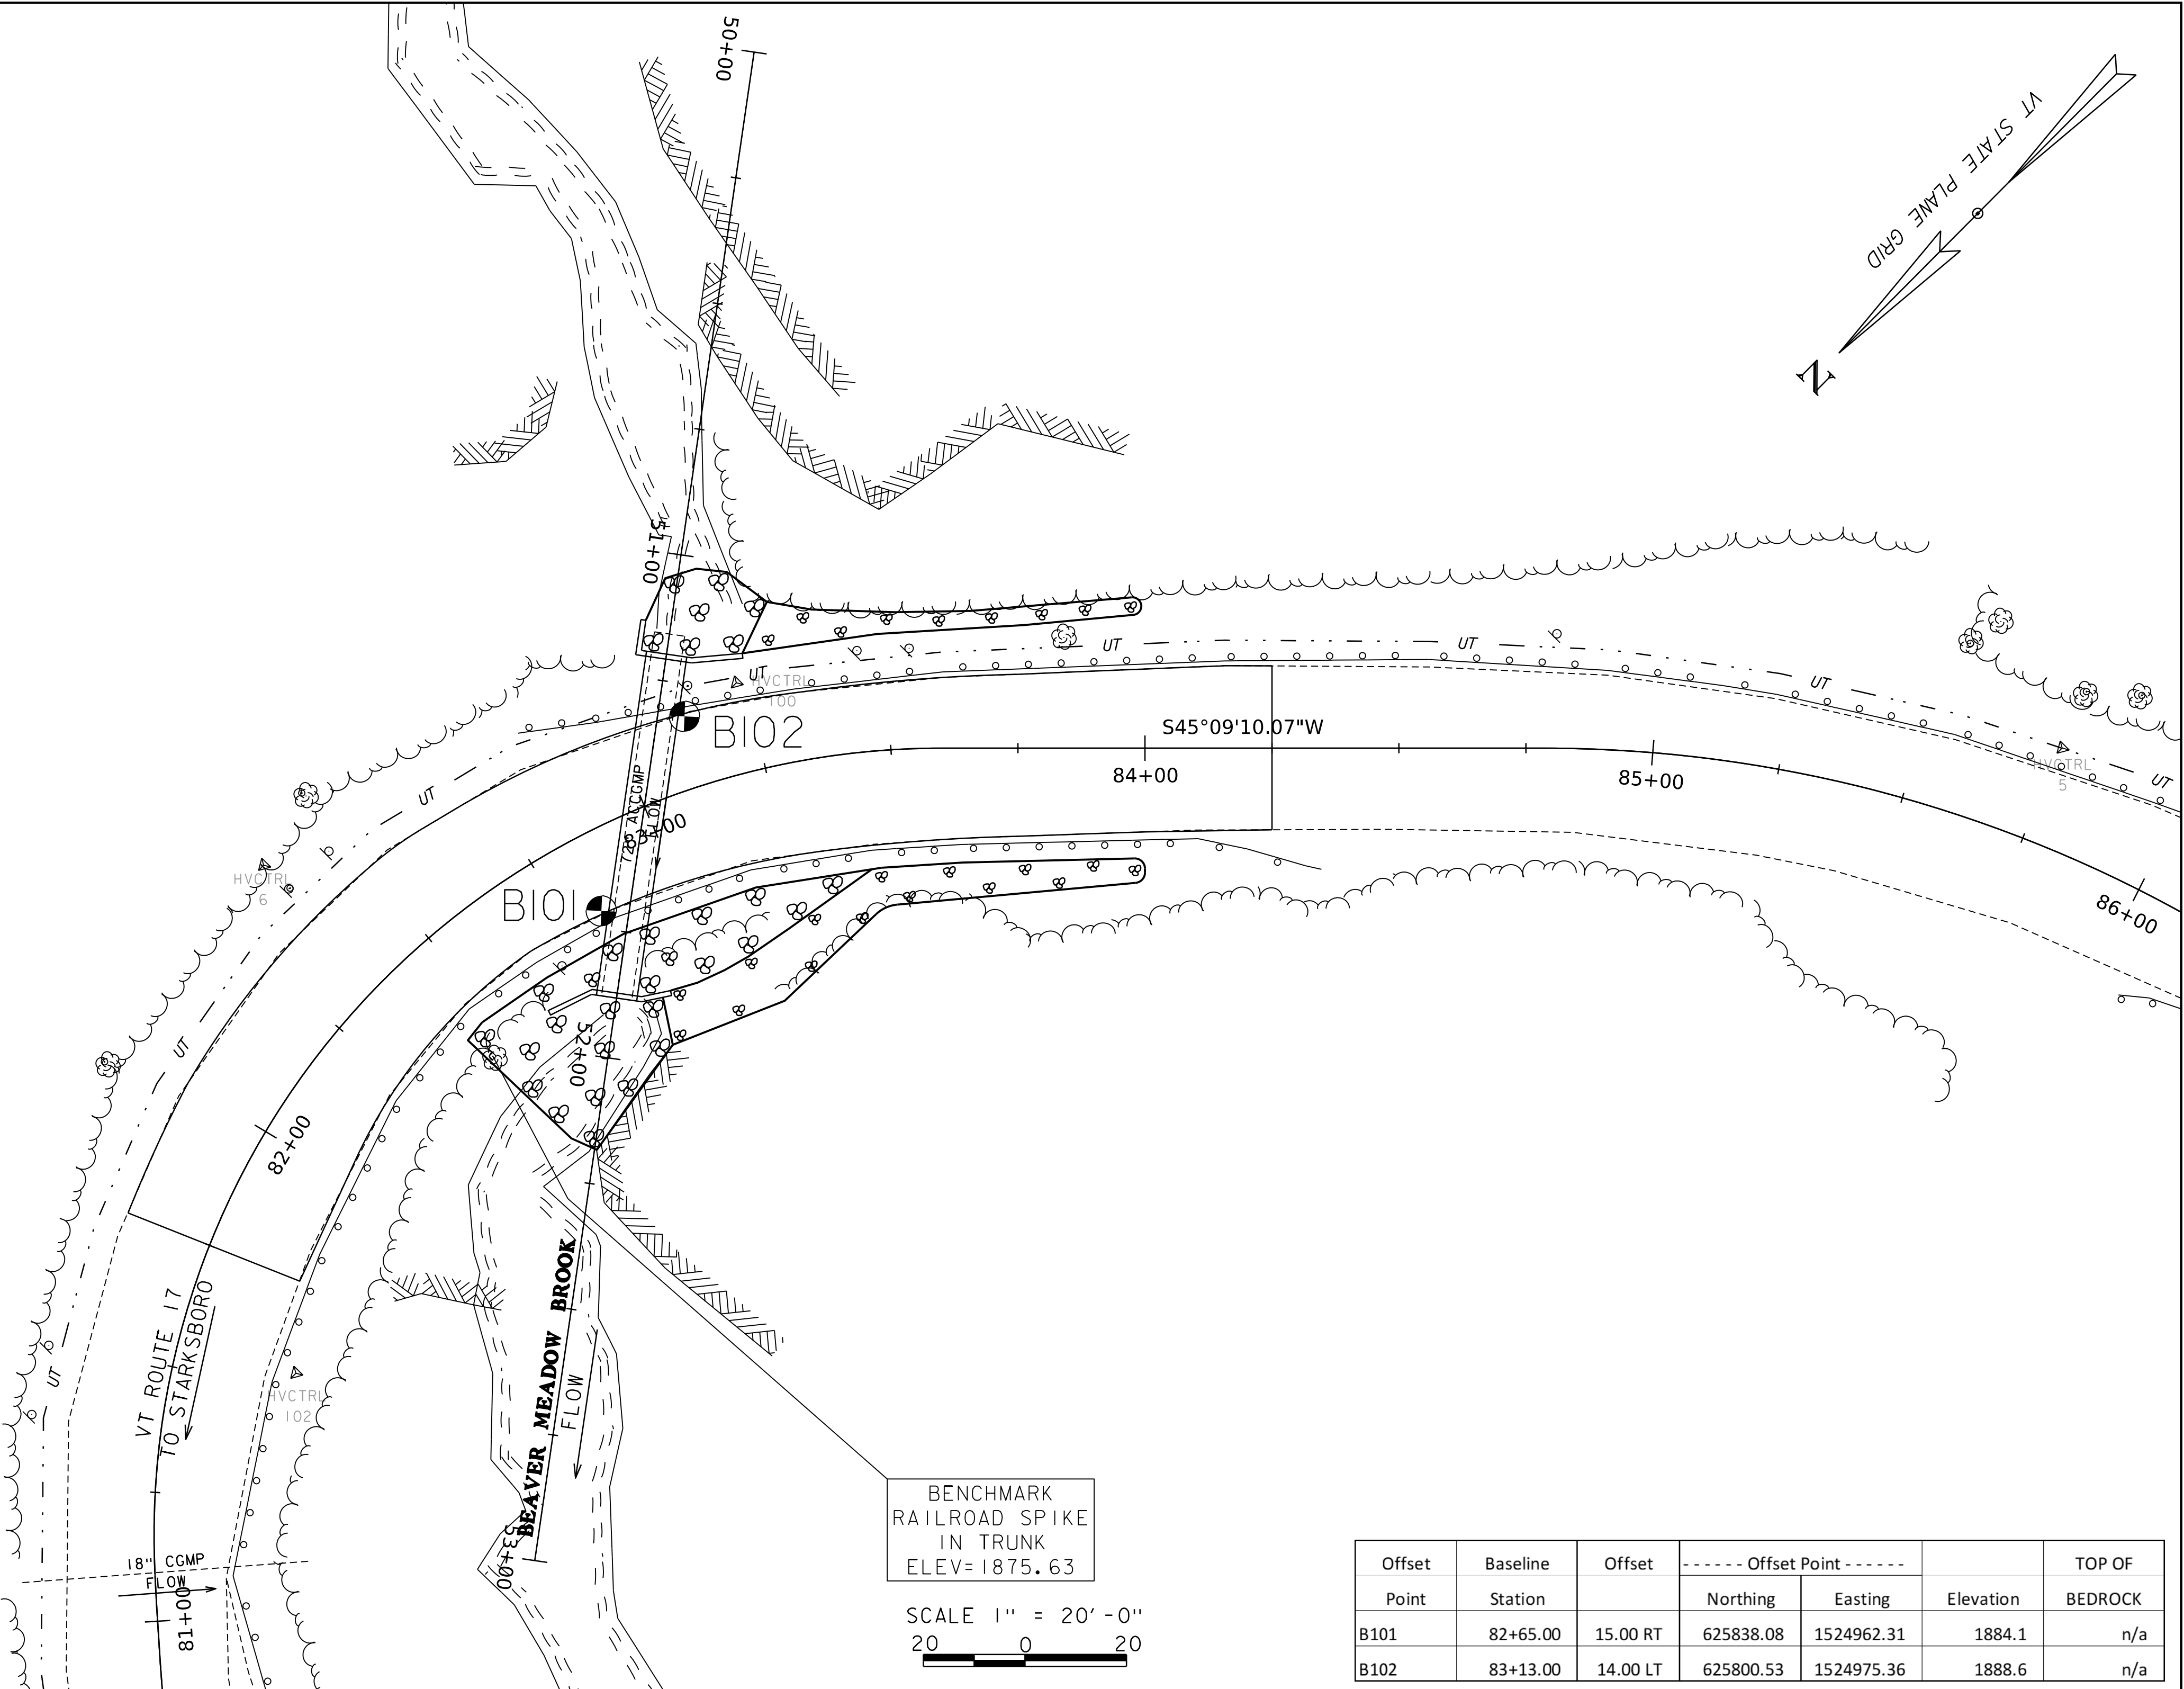 50+00
VT STATE PLANE GRID
N
51+00
UT
UT
UT
UT
UT
HVCTRL
100
B102
S45°09'10.07"W
84+00
85+00
86+00
HVCTRL
5
72" ACCGMP
FLOW
83+00
UT
HVCTRL
6
B101
UT
52+00
82+00
VT ROUTE 17
TO STARKSBORO
UT
HVCTRL
102
BEAVER MEADOW BROOK
FLOW
53+00
18" CGMP
FLOW
81+00
BENCHMARK
RAILROAD SPIKE
IN TRUNK
ELEV=1875.63
SCALE 1" = 20'-0"
20 0 20
Offset Baseline Offset ------ Offset Point ------ TOP OF
Point Station Northing Easting Elevation BEDROCK
B101 82+65.00 15.00 RT 625838.08 1524962.31 1884.1 n/a
B102 83+13.00 14.00 LT 625800.53 1524975.36 1888.6 n/a